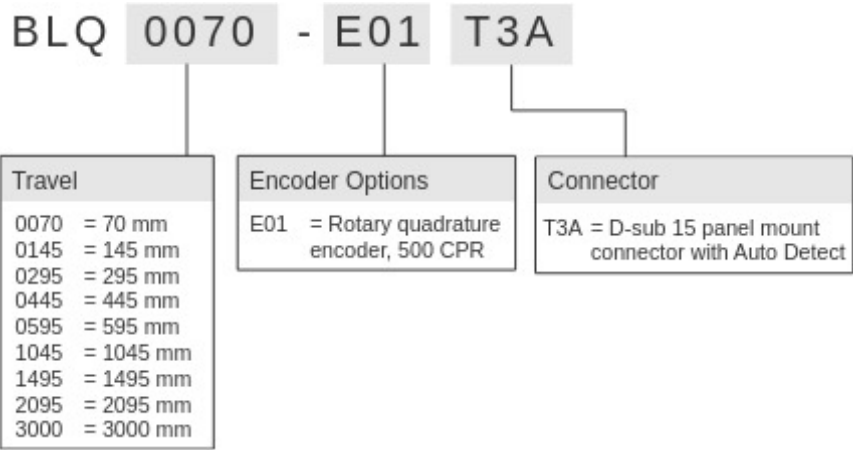 BLQ 0070 - E01 T3A
Travel
0070 = 70 mm
0145 = 145 mm
0295 = 295 mm
0445 = 445 mm
0595 = 595 mm
1045 = 1045 mm
1495 = 1495 mm
2095 = 2095 mm
3000 = 3000 mm
Encoder Options
E01 = Rotary quadrature
encoder, 500 CPR
Connector
T3A = D-sub 15 panel mount
connector with Auto Detect